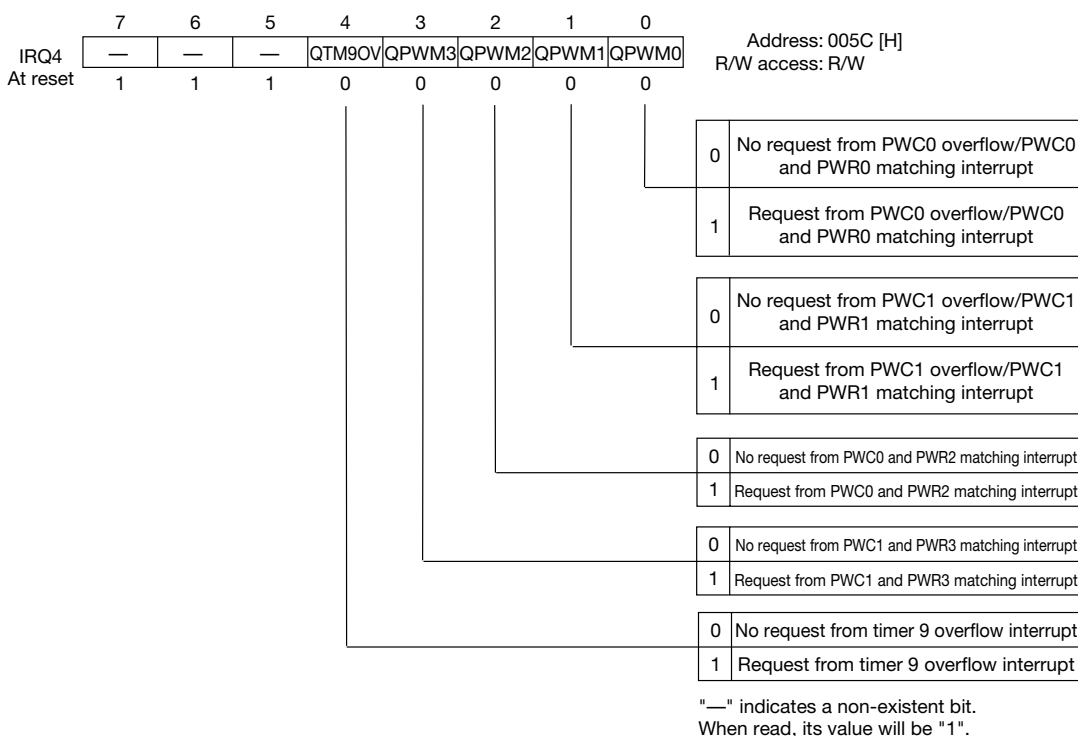 7 6 5 4 3 2 1 0
IRQ4 — — — QTM9OV QPWM3 QPWM2 QPWM1 QPWM0
At reset 1 1 1 0 0 0 0 0
Address: 005C [H]
R/W access: R/W
0 No request from PWC0 overflow/PWC0
and PWR0 matching interrupt
1 Request from PWC0 overflow/PWC0
and PWR0 matching interrupt
0 No request from PWC1 overflow/PWC1
and PWR1 matching interrupt
1 Request from PWC1 overflow/PWC1
and PWR1 matching interrupt
0 No request from PWC0 and PWR2 matching interrupt
1 Request from PWC0 and PWR2 matching interrupt
0 No request from PWC1 and PWR3 matching interrupt
1 Request from PWC1 and PWR3 matching interrupt
0 No request from timer 9 overflow interrupt
1 Request from timer 9 overflow interrupt
"—" indicates a non-existent bit.
When read, its value will be "1".